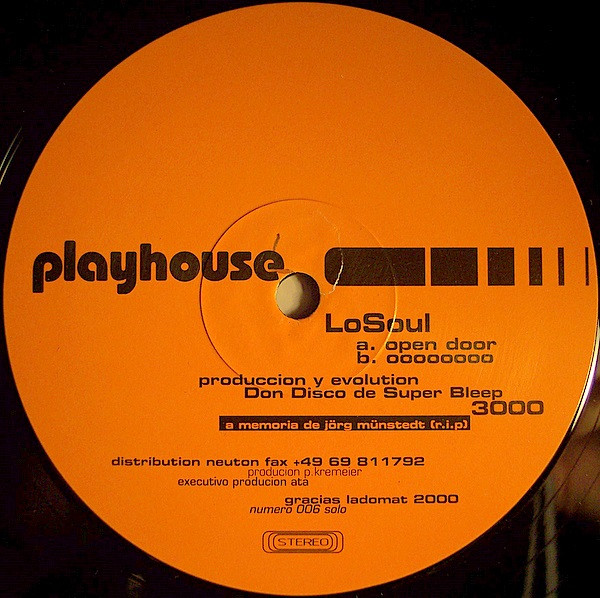 playhouse
LoSoul
a. open door
b. oooooooo
produccion y evolution
Don Disco de Super Bleep
3000
a memoria de jörg münstedt (r.i.p)
distribution neuton fax +49 69 811792
producion p.kremeier
executivo producion ata
gracias ladomat 2000
numero 006 solo
STEREO